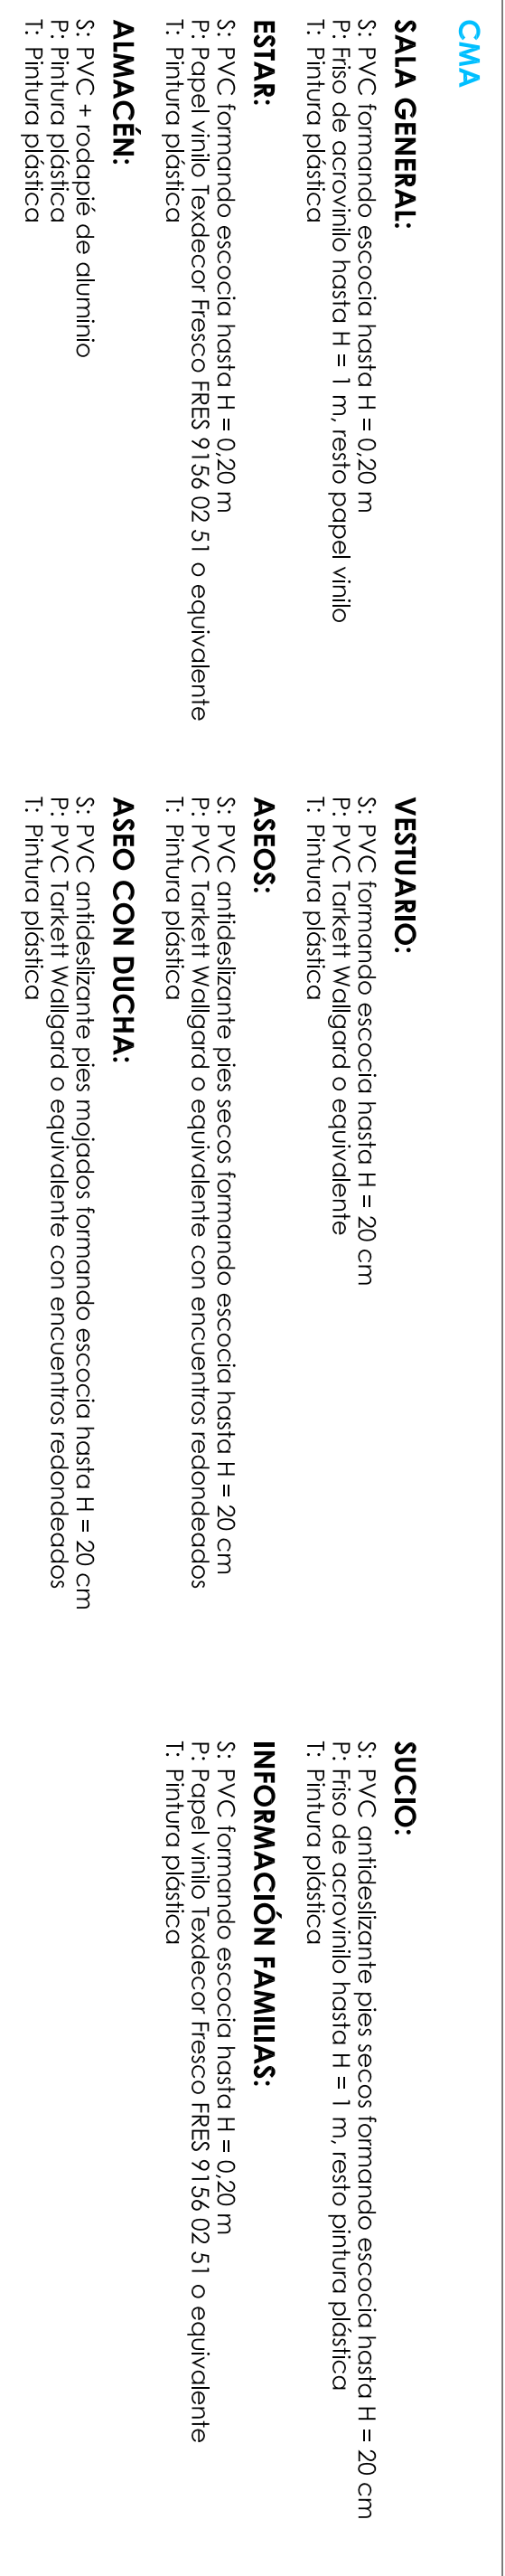 CMA
SALA GENERAL:
S: PVC formando escocia hasta H = 0,20 m
P: Friso de acrovinilo hasta H = 1 m, resto papel vinilo
T: Pintura plástica
ESTAR:
S: PVC formando escocia hasta H = 0,20 m
P: Papel vinilo Texdecor Fresco FRES 9156 02 51 o equivalente
T: Pintura plástica
ALMACÉN:
S: PVC + rodapié de aluminio
P: Pintura plástica
T: Pintura plástica
VESTUARIO:
S: PVC formando escocia hasta H = 20 cm
P: PVC Tarkett Wallgard o equivalente
T: Pintura plástica
ASEOS:
S: PVC antideslizante pies secos formando escocia hasta H = 20 cm
P: PVC Tarkett Wallgard o equivalente con encuentros redondeados
T: Pintura plástica
ASEO CON DUCHA:
S: PVC antideslizante pies mojados formando escocia hasta H = 20 cm
P: PVC Tarkett Wallgard o equivalente con encuentros redondeados
T: Pintura plástica
SUCIO:
S: PVC antideslizante pies secos formando escocia hasta H = 20 cm
P: Friso de acrovinilo hasta H = 1 m, resto pintura plástica
T: Pintura plástica
INFORMACIÓN FAMILIAS:
S: PVC formando escocia hasta H = 0,20 m
P: Papel vinilo Texdecor Fresco FRES 9156 02 51 o equivalente
T: Pintura plástica